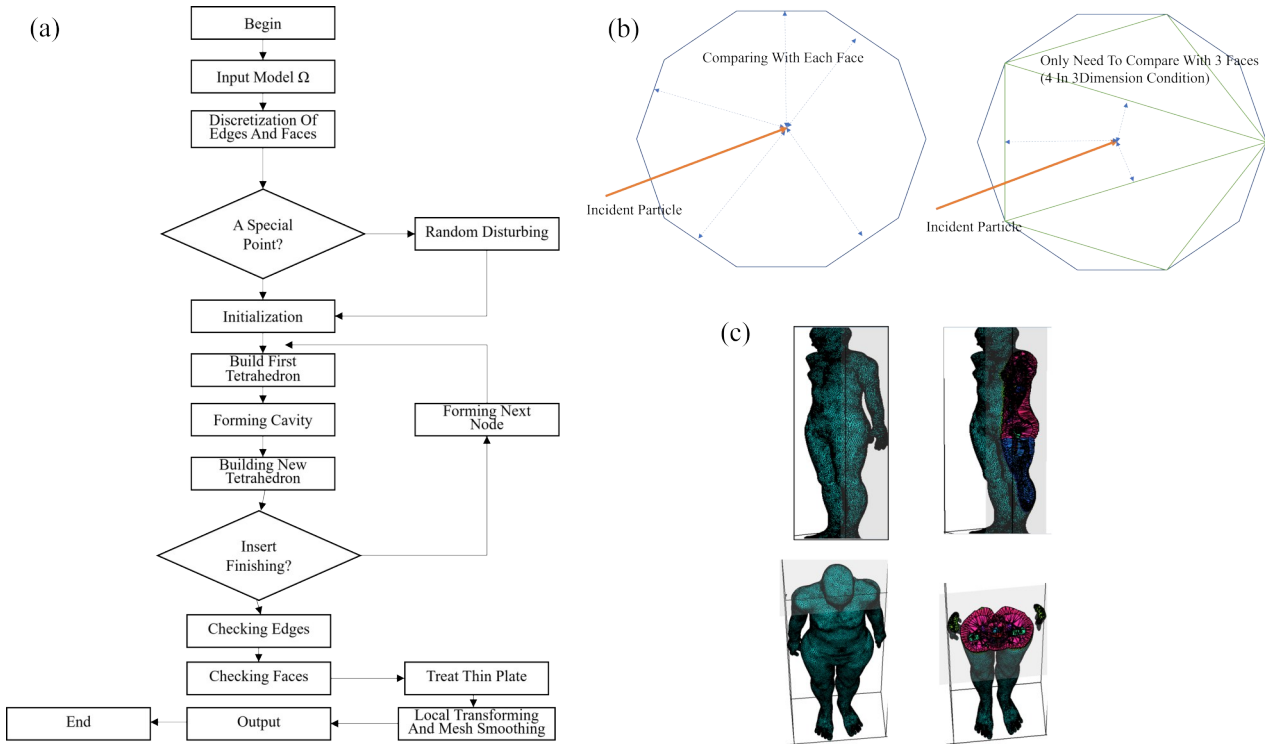 (a)
Begin
Input Model Ω
Discretization Of
Edges And Faces
A Special
Point?
Random Disturbing
Initialization
Build First
Tetrahedron
Forming Cavity
Forming Next
Node
Building New
Tetrahedron
Insert
Finishing?
Checking Edges
Checking Faces
Treat Thin Plate
Local Transforming
And Mesh Smoothing
Output
End
(b)
Comparing With Each Face
Incident Particle
Only Need To Compare With 3 Faces
(4 In 3Dimension Condition)
Incident Particle
(c)